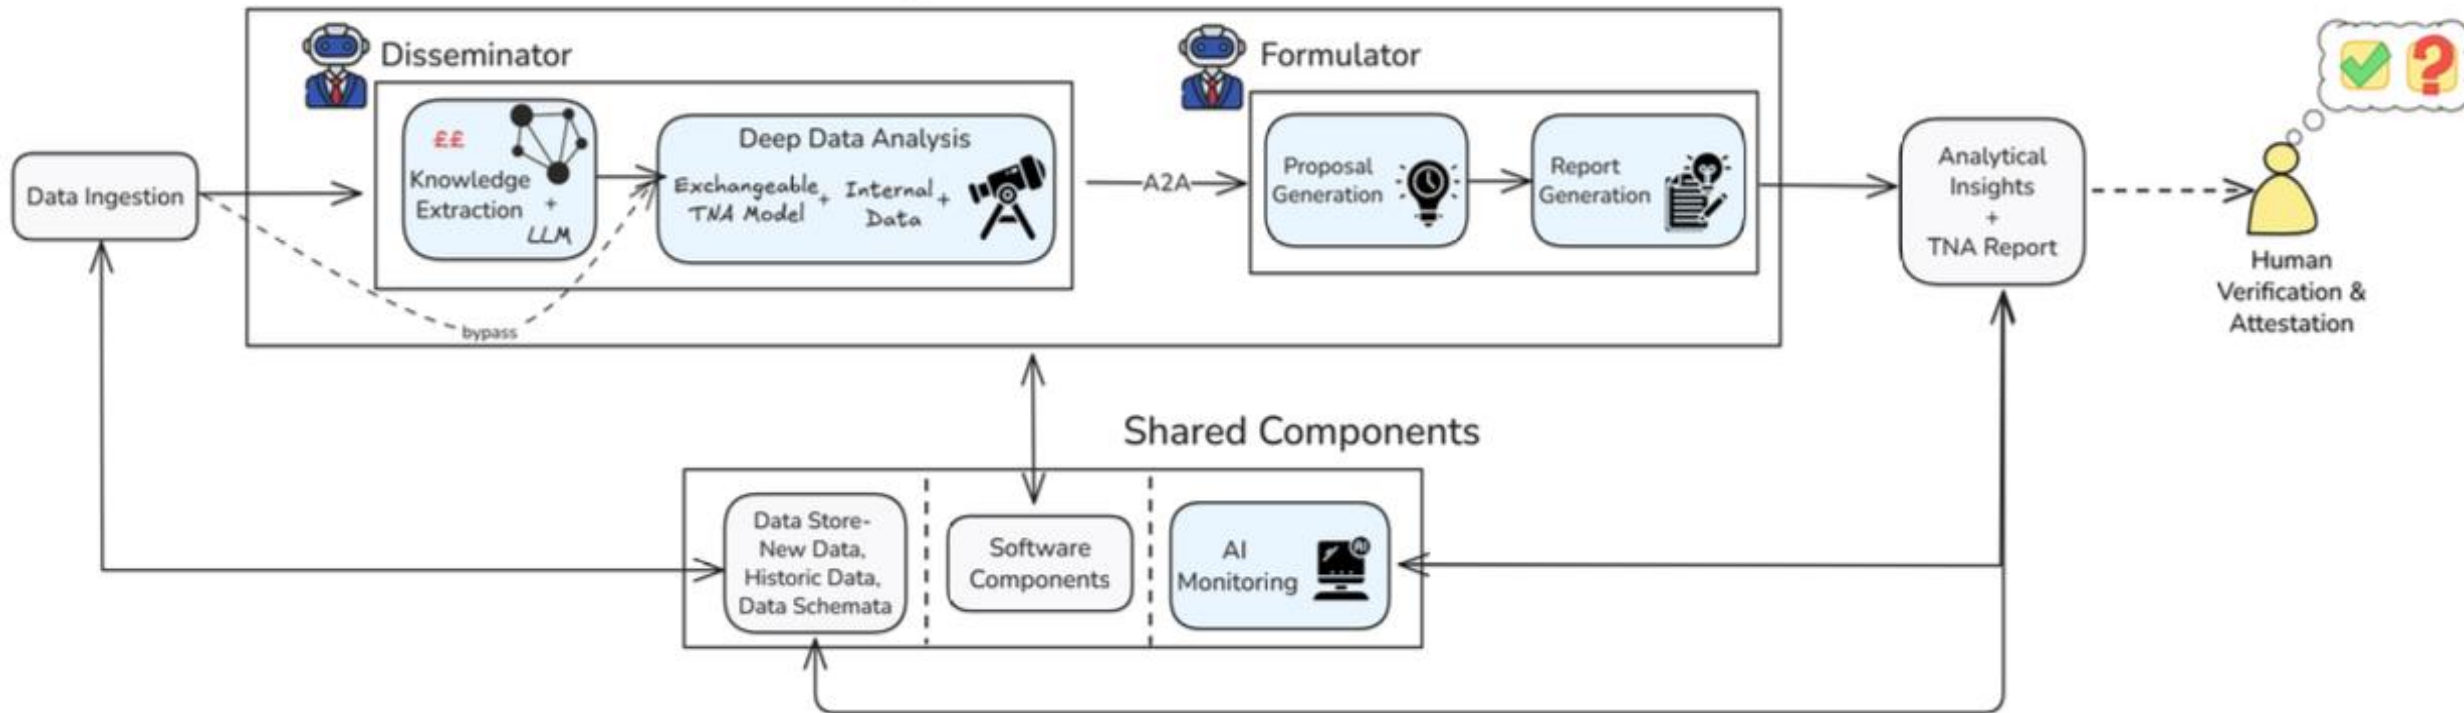 Disseminator
Formulator
Data Ingestion
££
Knowledge
Extraction +
LLM
Deep Data Analysis
Exchangeable + Internal +
TNA Model Data
bypass
A2A
Proposal
Generation
Report
Generation
Analytical
Insights
+
TNA Report
Human
Verification &
Attestation
Shared Components
Data Store-
New Data,
Historic Data,
Data Schemata
Software
Components
AI
Monitoring
AI